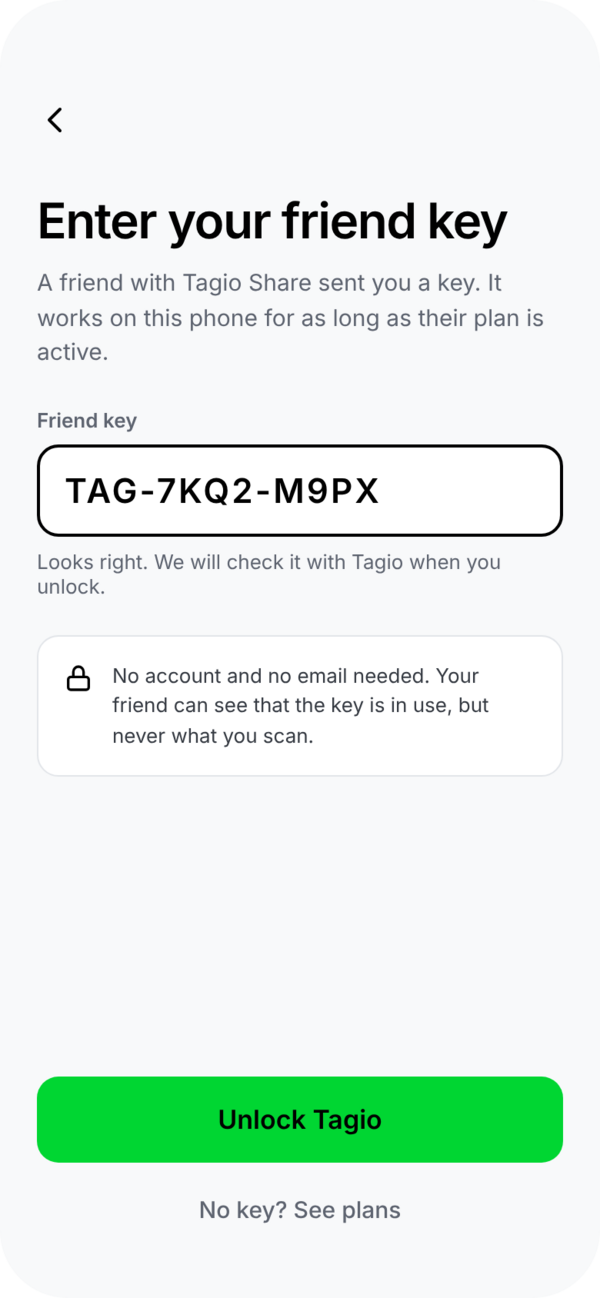 Enter your friend key
A friend with Tagio Share sent you a key. It
works on this phone for as long as their plan is
active.
Friend key
TAG-7KQ2-M9PX
Looks right. We will check it with Tagio when you
unlock.
No account and no email needed. Your
friend can see that the key is in use, but
never what you scan.
Unlock Tagio
No key? See plans